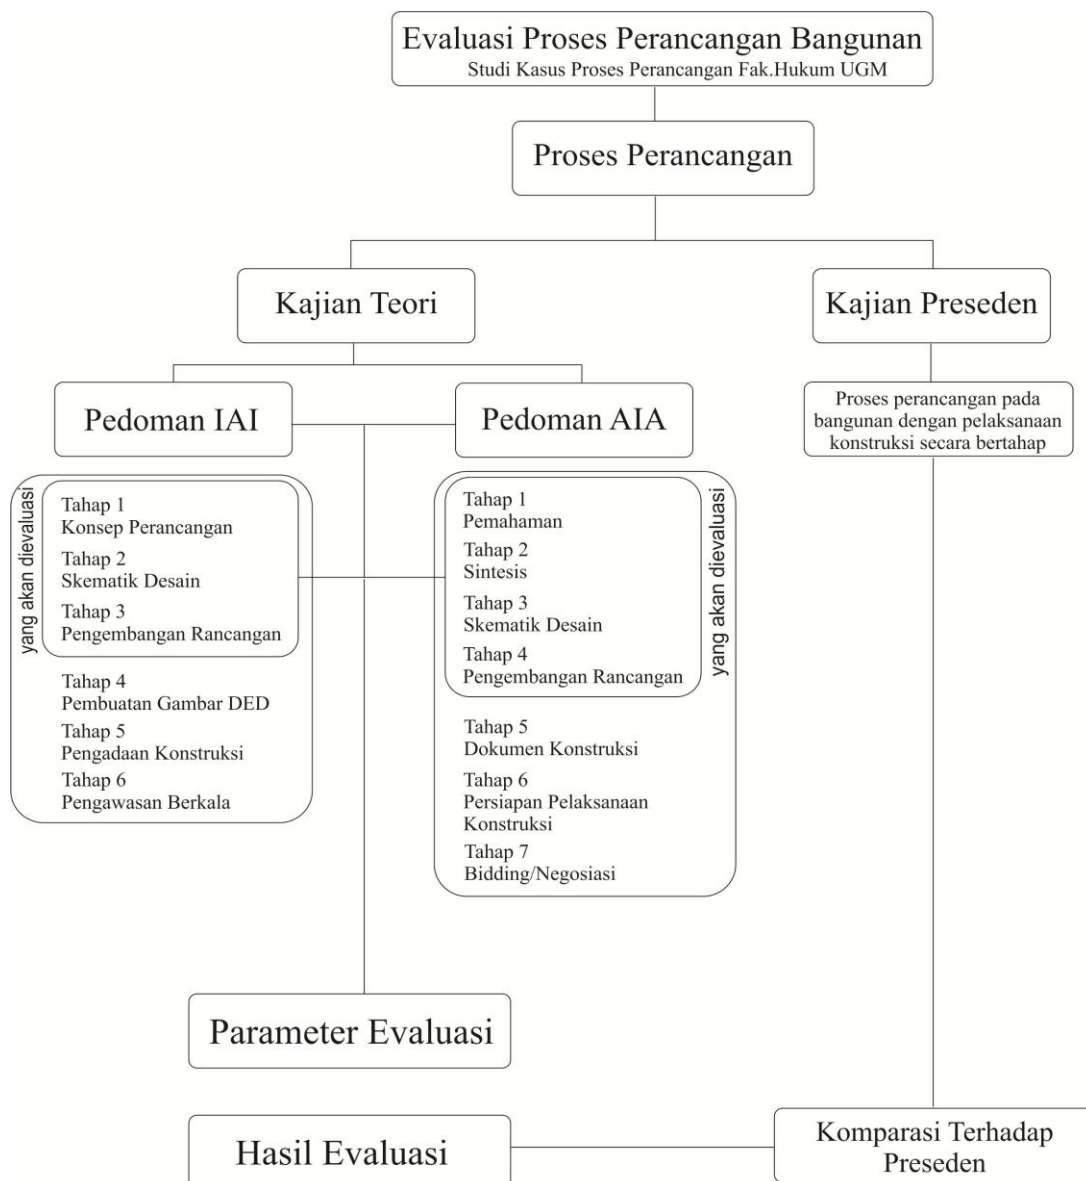 Evaluasi Proses Perancangan Bangunan
Studi Kasus Proses Perancangan Fak.Hukum UGM
Proses Perancangan
Kajian Teori
Kajian Preseden
Pedoman IAI
Pedoman AIA
Proses perancangan pada
bangunan dengan pelaksanaan
konstruksi secara bertahap
yang akan dievaluasi
Tahap 1
Konsep Perancangan
Tahap 2
Skematik Desain
Tahap 3
Pengembangan Rancangan
Tahap 4
Pembuatan Gambar DED
Tahap 5
Pengadaan Konstruksi
Tahap 6
Pengawasan Berkala
Tahap 1
Pemahaman
Tahap 2
Sintesis
Tahap 3
Skematik Desain
Tahap 4
Pengembangan Rancangan
Tahap 5
Dokumen Konstruksi
Tahap 6
Persiapan Pelaksanaan
Konstruksi
Tahap 7
Bidding/Negosiasi
yang akan dievaluasi
Parameter Evaluasi
Hasil Evaluasi
Komparasi Terhadap
Preseden